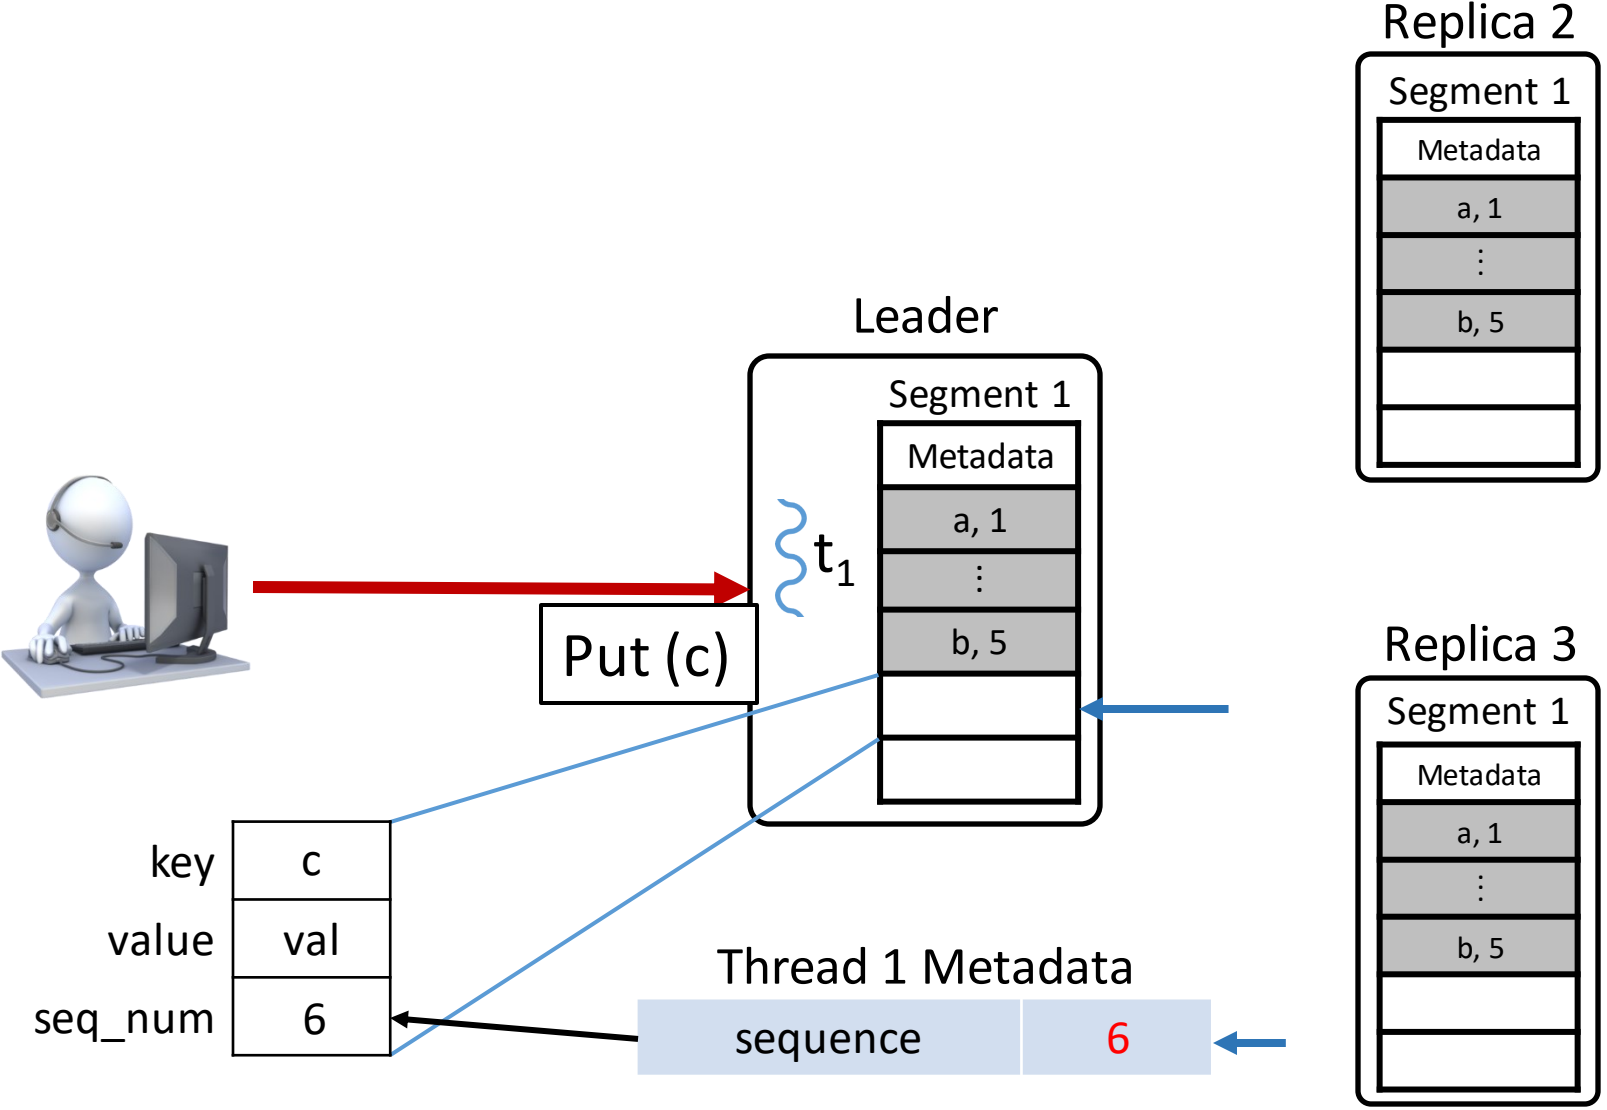 Replica 2
Segment 1
Metadata
a, 1
⋮
b, 5
Leader
Segment 1
Metadata
a, 1
⋮
b, 5
t₁
Put (c)
key c
value val
seq_num 6
Thread 1 Metadata
sequence 6
Replica 3
Segment 1
Metadata
a, 1
⋮
b, 5